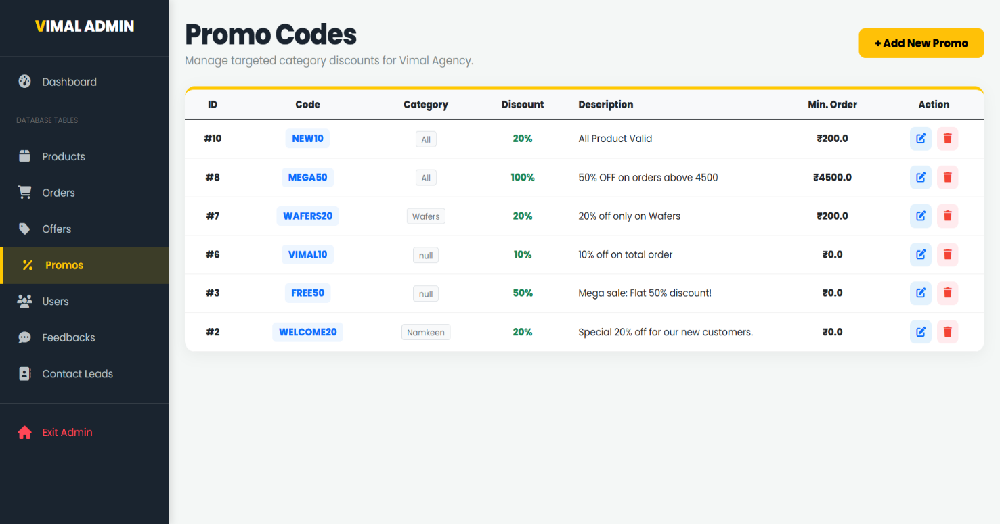 VIMAL ADMIN
Dashboard
DATABASE TABLES
Products
Orders
Offers
Promos
Users
Feedbacks
Contact Leads
Exit Admin
Promo Codes
Manage targeted category discounts for Vimal Agency.
+ Add New Promo
ID Code Category Discount Description Min. Order Action
#10 NEW10 All 20% All Product Valid ₹200.0
#8 MEGA50 All 100% 50% OFF on orders above 4500 ₹4500.0
#7 WAFERS20 Wafers 20% 20% off only on Wafers ₹200.0
#6 VIMAL10 null 10% 10% off on total order ₹0.0
#3 FREE50 null 50% Mega sale: Flat 50% discount! ₹0.0
#2 WELCOME20 Namkeen 20% Special 20% off for our new customers. ₹0.0